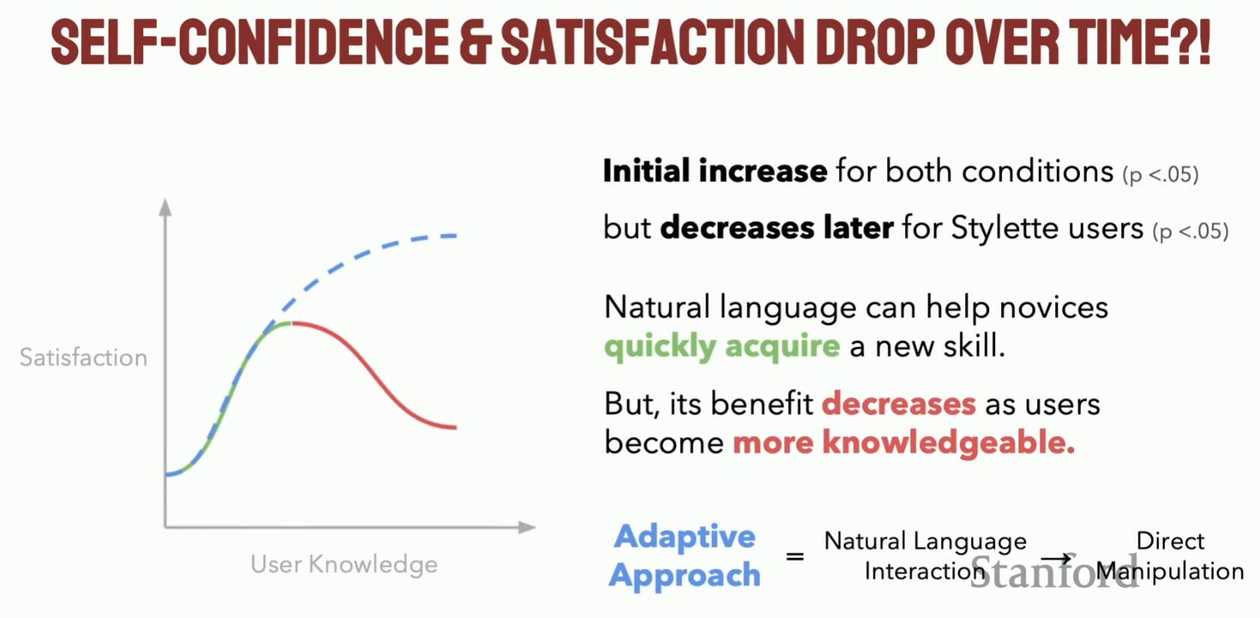 SELF-CONFIDENCE & SATISFACTION DROP OVER TIME?!
Initial increase for both conditions (p <.05)
but decreases later for Stylette users (p <.05)
Natural language can help novices
quickly acquire a new skill.
But, its benefit decreases as users
become more knowledgeable.
Satisfaction
User Knowledge
Adaptive
Approach
=
Natural Language
Interaction
→
Direct
Manipulation
Stanford